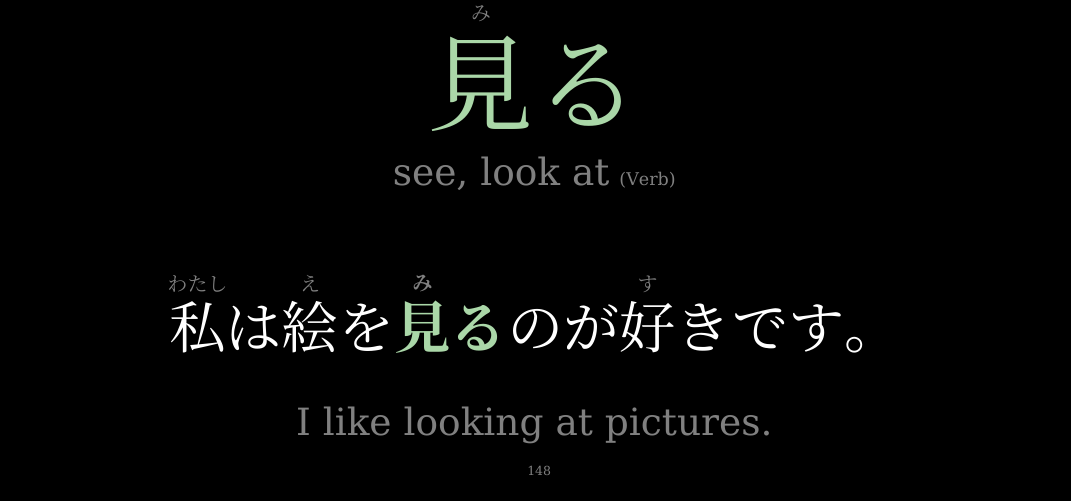 み
見る
see, look at (Verb)
わたし え み す
私は絵を見るのが好きです。
I like looking at pictures.
148